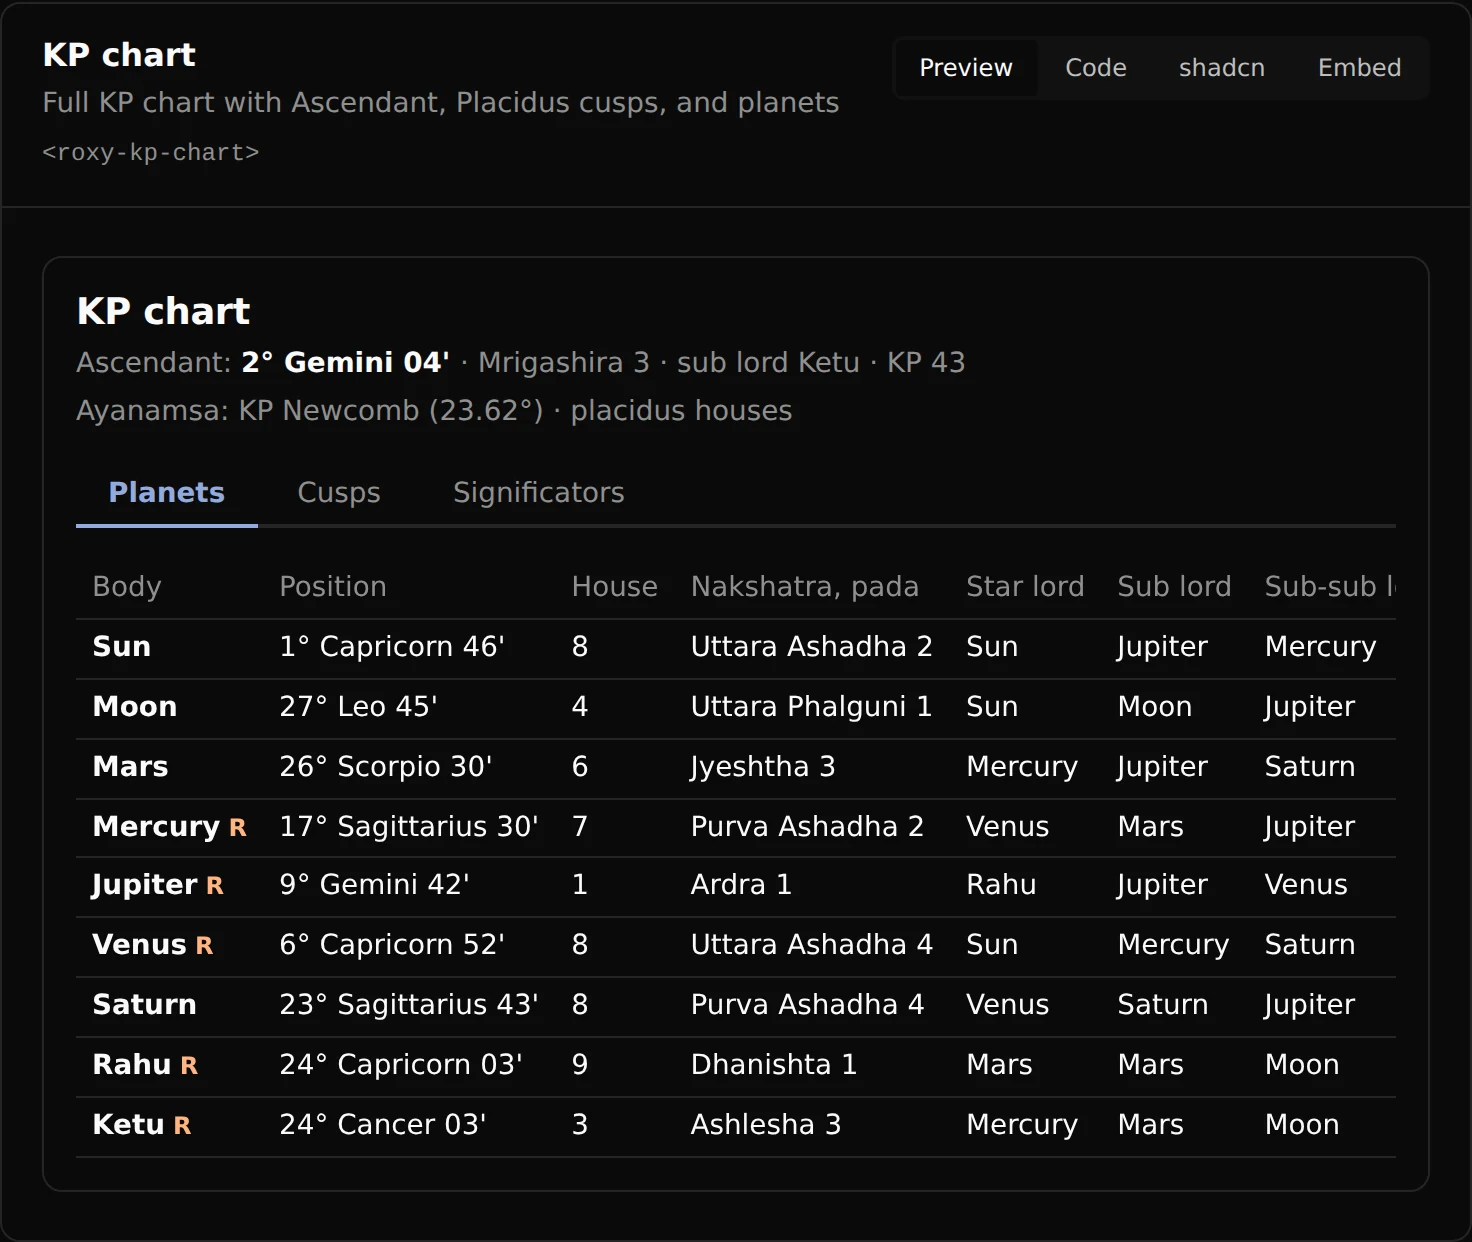 KP chart
Full KP chart with Ascendant, Placidus cusps, and planets
<roxy-kp-chart>
Preview Code shadcn Embed
KP chart
Ascendant: 2° Gemini 04' · Mrigashira 3 · sub lord Ketu · KP 43
Ayanamsa: KP Newcomb (23.62°) · placidus houses
Planets Cusps Significators
Body Position House Nakshatra, pada Star lord Sub lord Sub-sub
Sun 1° Capricorn 46' 8 Uttara Ashadha 2 Sun Jupiter Mercury
Moon 27° Leo 45' 4 Uttara Phalguni 1 Sun Moon Jupiter
Mars 26° Scorpio 30' 6 Jyeshtha 3 Mercury Jupiter Saturn
Mercury R 17° Sagittarius 30' 7 Purva Ashadha 2 Venus Mars Jupiter
Jupiter R 9° Gemini 42' 1 Ardra 1 Rahu Jupiter Venus
Venus R 6° Capricorn 52' 8 Uttara Ashadha 4 Sun Mercury Saturn
Saturn 23° Sagittarius 43' 8 Purva Ashadha 4 Venus Saturn Jupiter
Rahu R 24° Capricorn 03' 9 Dhanishta 1 Mars Mars Moon
Ketu R 24° Cancer 03' 3 Ashlesha 3 Mercury Mars Moon